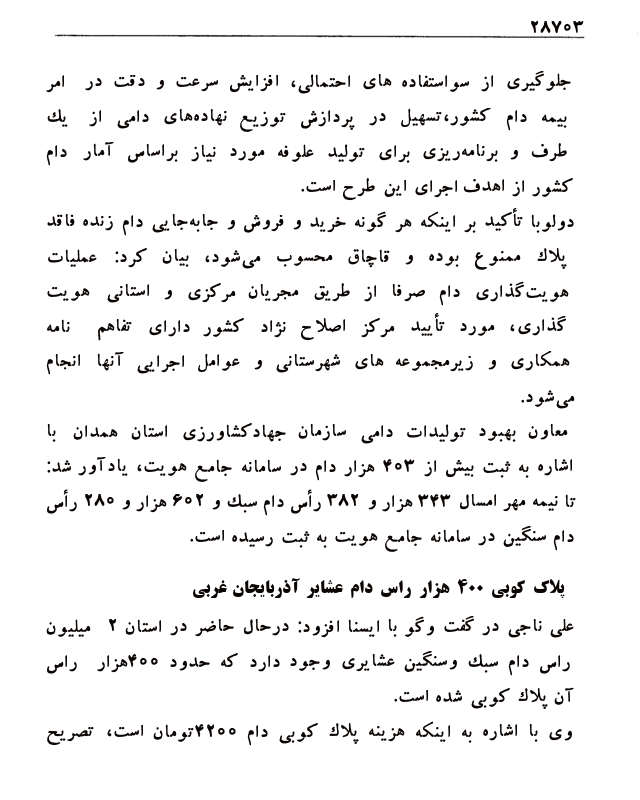 ۲۸۷۰۳
جلوگیری از سواستفاده های احتمالی، افزایش سرعت و دقت در امر
بیمه دام کشور،تسهیل در پردازش توزیع نهاده‌های دامی از یك
طرف و برنامه‌ریزی برای تولید علوفه مورد نیاز براساس آمار دام
کشور از اهدف اجرای این طرح است.
دولوبا تأکید بر اینکه هر گونه خرید و فروش و جابه‌جایی دام زنده فاقد
پلاك ممنوع بوده و قاچاق محسوب می‌شود، بیان کرد: عملیات
هویت‌گذاری دام صرفا از طریق مجریان مرکزی و استانی هویت
گذاری، مورد تأیید مرکز اصلاح نژاد کشور دارای تفاهم نامه
همکاری و زیرمجموعه های شهرستانی و عوامل اجرایی آنها انجام
می‌شود.
معاون بهبود تولیدات دامی سازمان جهادکشاورزی استان همدان با
اشاره به ثبت بیش از ۴۰۳ هزار دام در سامانه جامع هویت، یادآور شد:
تا نیمه مهر امسال ۳۴۳ هزار و ۳۸۲ رأس دام سبك و ۶۰۲ هزار و ۲۸۰ رأس
دام سنگین در سامانه جامع هویت به ثبت رسیده است.
پلاک کوبی ۴۰۰ هزار راس دام عشایر آذربایجان غربی
علی ناجی در گفت وگو با ایسنا افزود: درحال حاضر در استان ۲ میلیون
راس دام سبك وسنگین عشایری وجود دارد که حدود ۴۰۰هزار راس
آن پلاك کوبی شده است.
وی با اشاره به اینکه هزینه پلاك کوبی دام ۴۲۰۰تومان است، تصریح